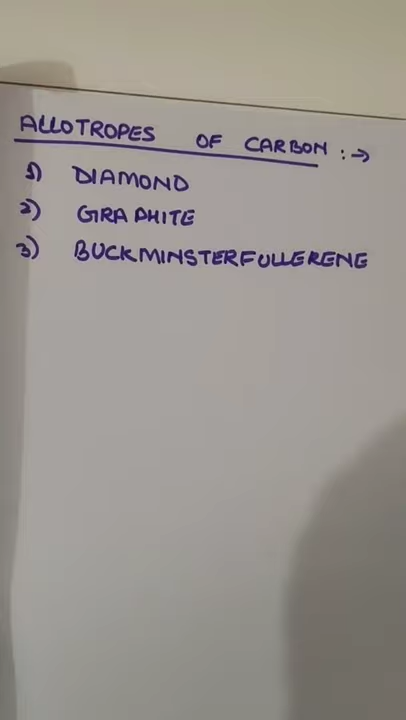 ALLOTROPES OF CARBON :→
1) DIAMOND
2) GRAPHITE
3) BUCKMINSTERFULLERENE